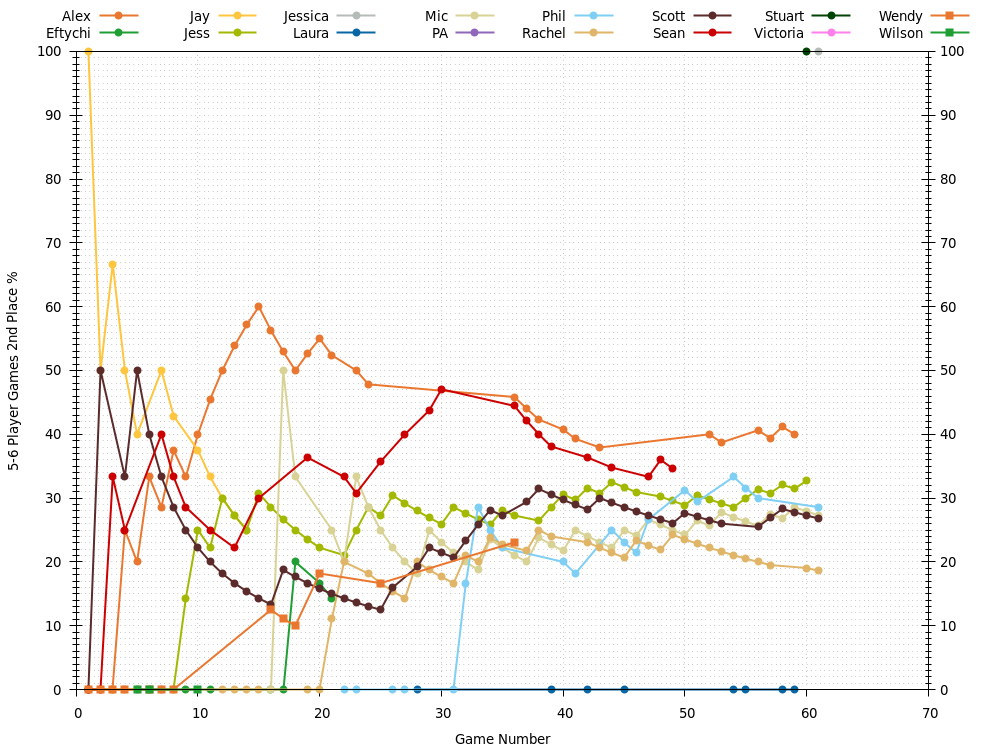 Alex Jay Jessica Mic Phil Scott Stuart Wendy
Eftychi Jess Laura PA Rachel Sean Victoria Wilson
100 100
90 90
80 80
70 70
60 60
50 50
40 40
30 30
20 20
10 10
0 0
5-6 Player Games 2nd Place %
0 10 20 30 40 50 60 70
Game Number